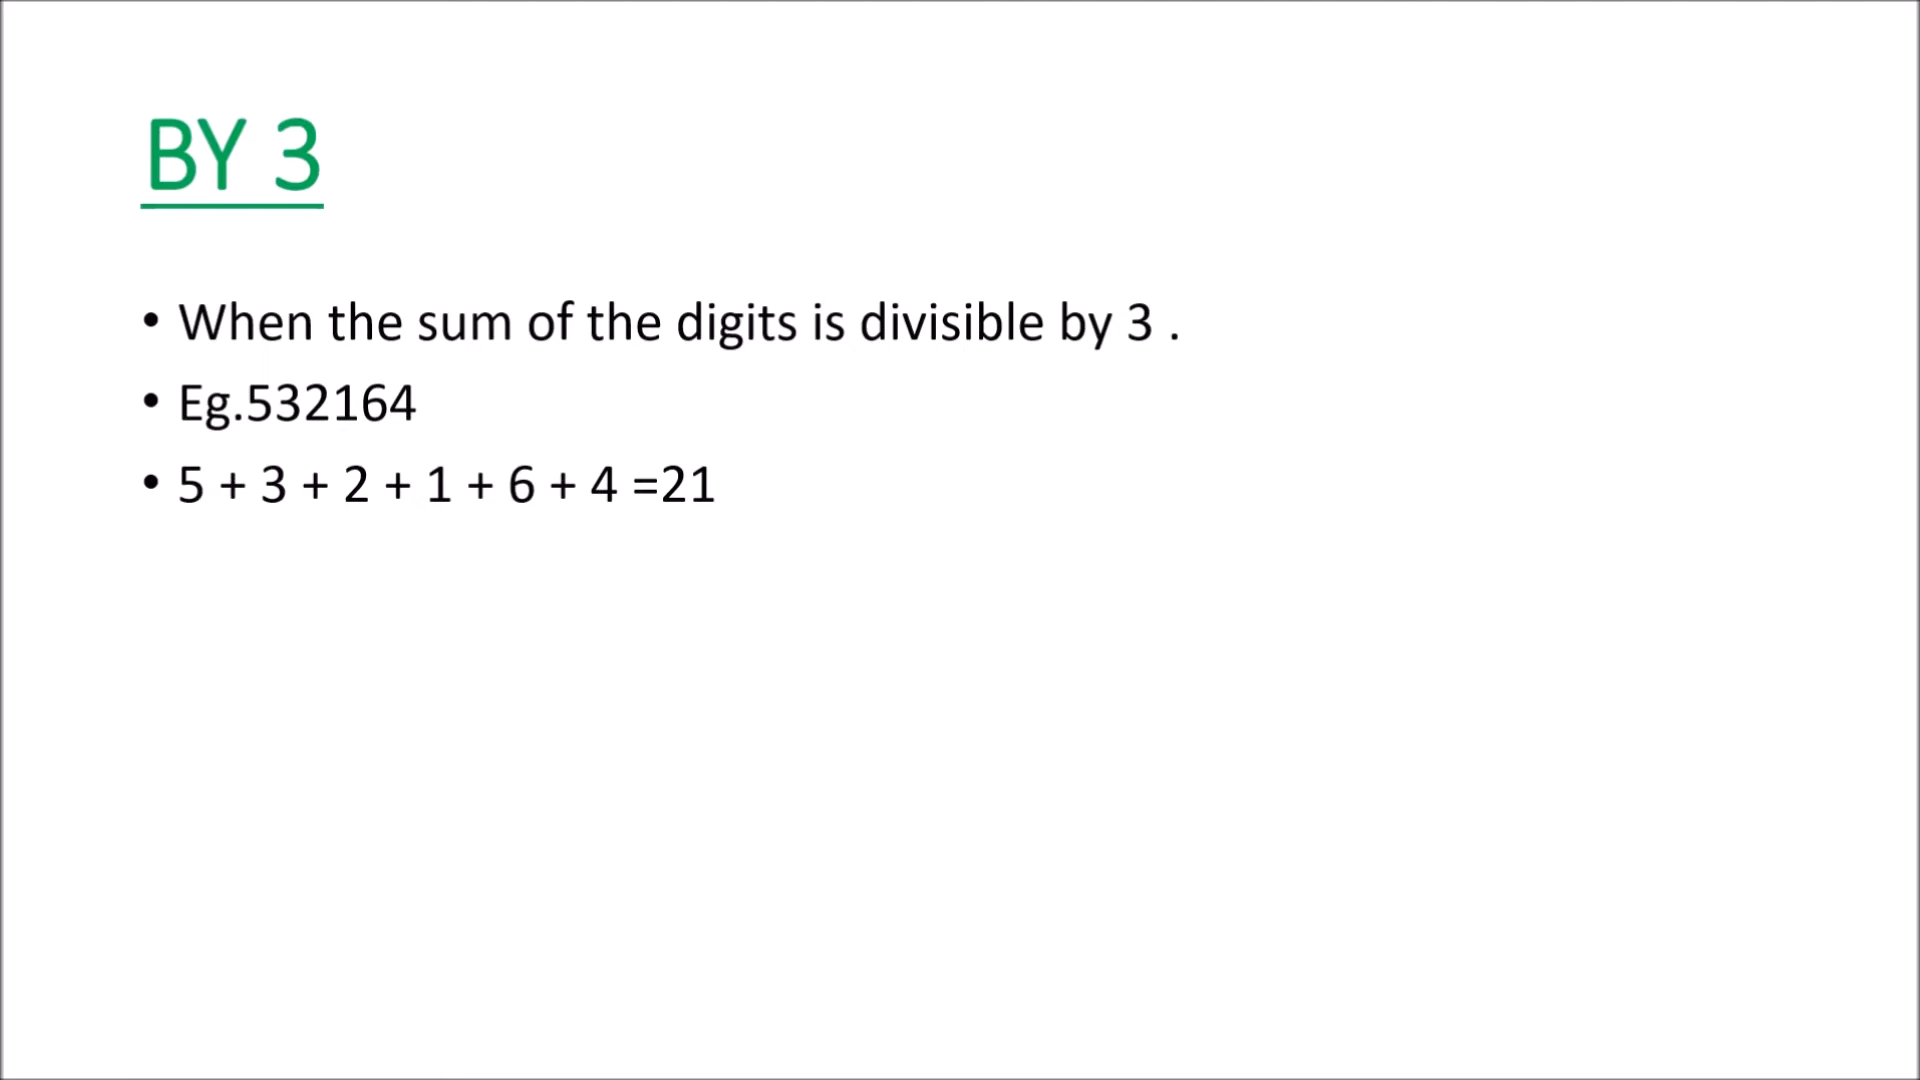 BY 3
• When the sum of the digits is divisible by 3 .
• Eg.532164
• 5 + 3 + 2 + 1 + 6 + 4 =21